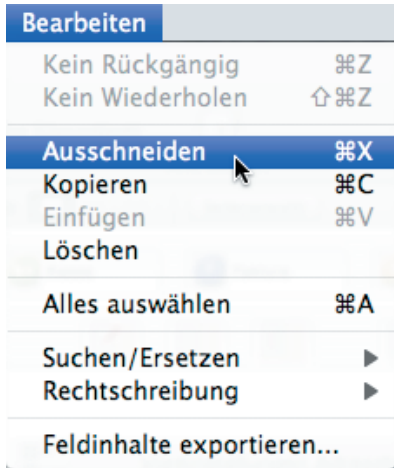 Bearbeiten
Kein Rückgängig ⌘Z
Kein Wiederholen ⇧⌘Z
Ausschneiden ⌘X
Kopieren ⌘C
Einfügen ⌘V
Löschen
Alles auswählen ⌘A
Suchen/Ersetzen ▶
Rechtschreibung ▶
Feldinhalte exportieren...